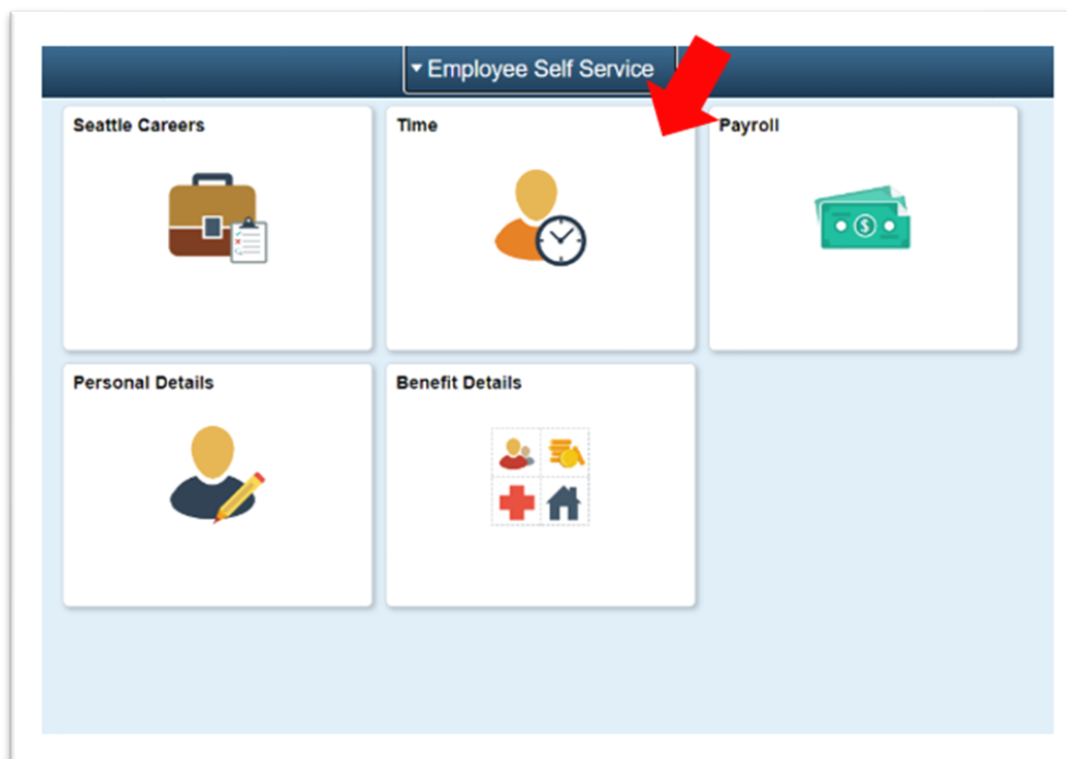 Employee Self Service
Seattle Careers
Time
Payroll
$
Personal Details
Benefit Details